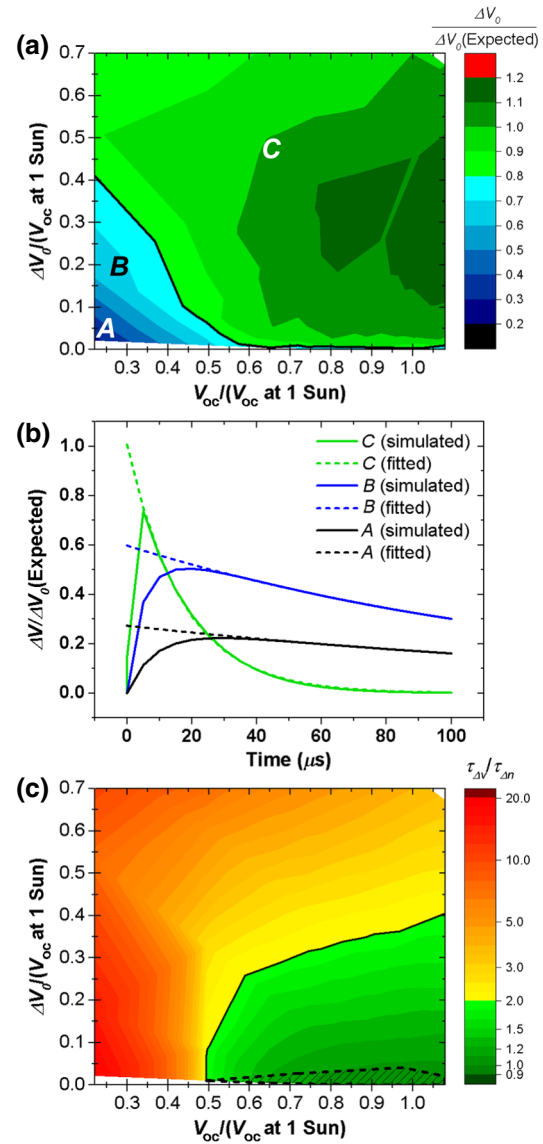 (a)
ΔV₀
ΔV₀(Expected)
0.7
0.6
0.5
0.4
0.3
0.2
0.1
0.0
ΔV₀/(Voc at 1 Sun)
A
B
C
0.3 0.4 0.5 0.6 0.7 0.8 0.9 1.0
Voc/(Voc at 1 Sun)
1.2
1.1
1.0
0.9
0.8
0.7
0.6
0.5
0.4
0.3
0.2
(b)
1.0
0.8
0.6
0.4
0.2
0.0
ΔV/ΔV₀(Expected)
C (simulated)
C (fitted)
B (simulated)
B (fitted)
A (simulated)
A (fitted)
0 20 40 60 80 100
Time (μs)
(c)
τΔV/τΔn
0.7
0.6
0.5
0.4
0.3
0.2
0.1
0.0
ΔV₀/(Voc at 1 Sun)
0.3 0.4 0.5 0.6 0.7 0.8 0.9 1.0
Voc/(Voc at 1 Sun)
20.0
10.0
5.0
3.0
2.0
1.5
1.2
1.0
0.9